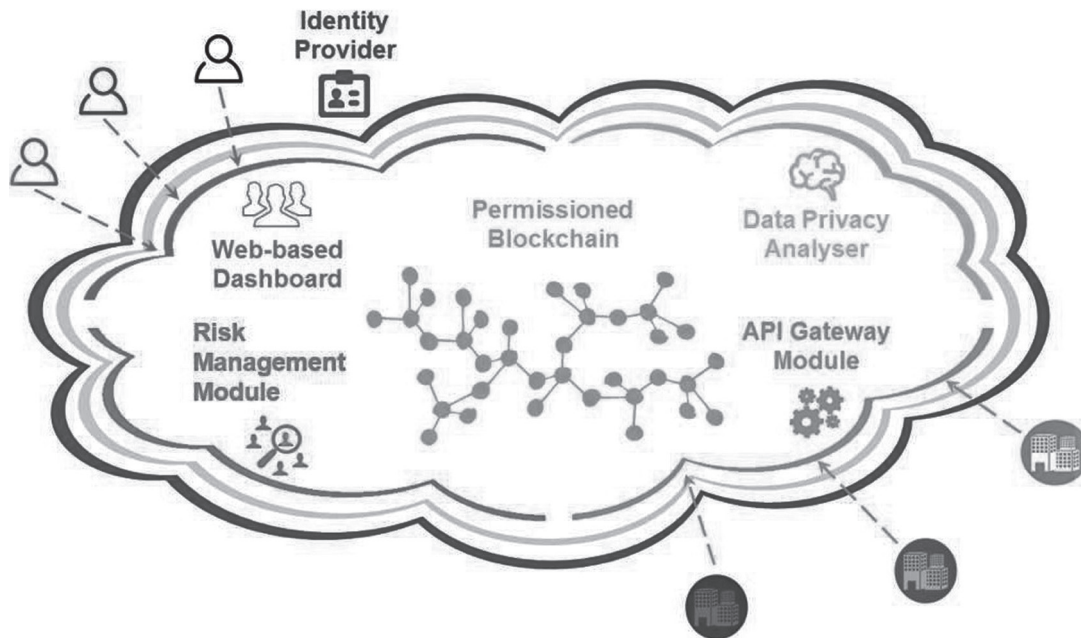 Identity
Provider
Permissioned
Blockchain
Data Privacy
Analyser
Web-based
Dashboard
Risk
Management
Module
API Gateway
Module